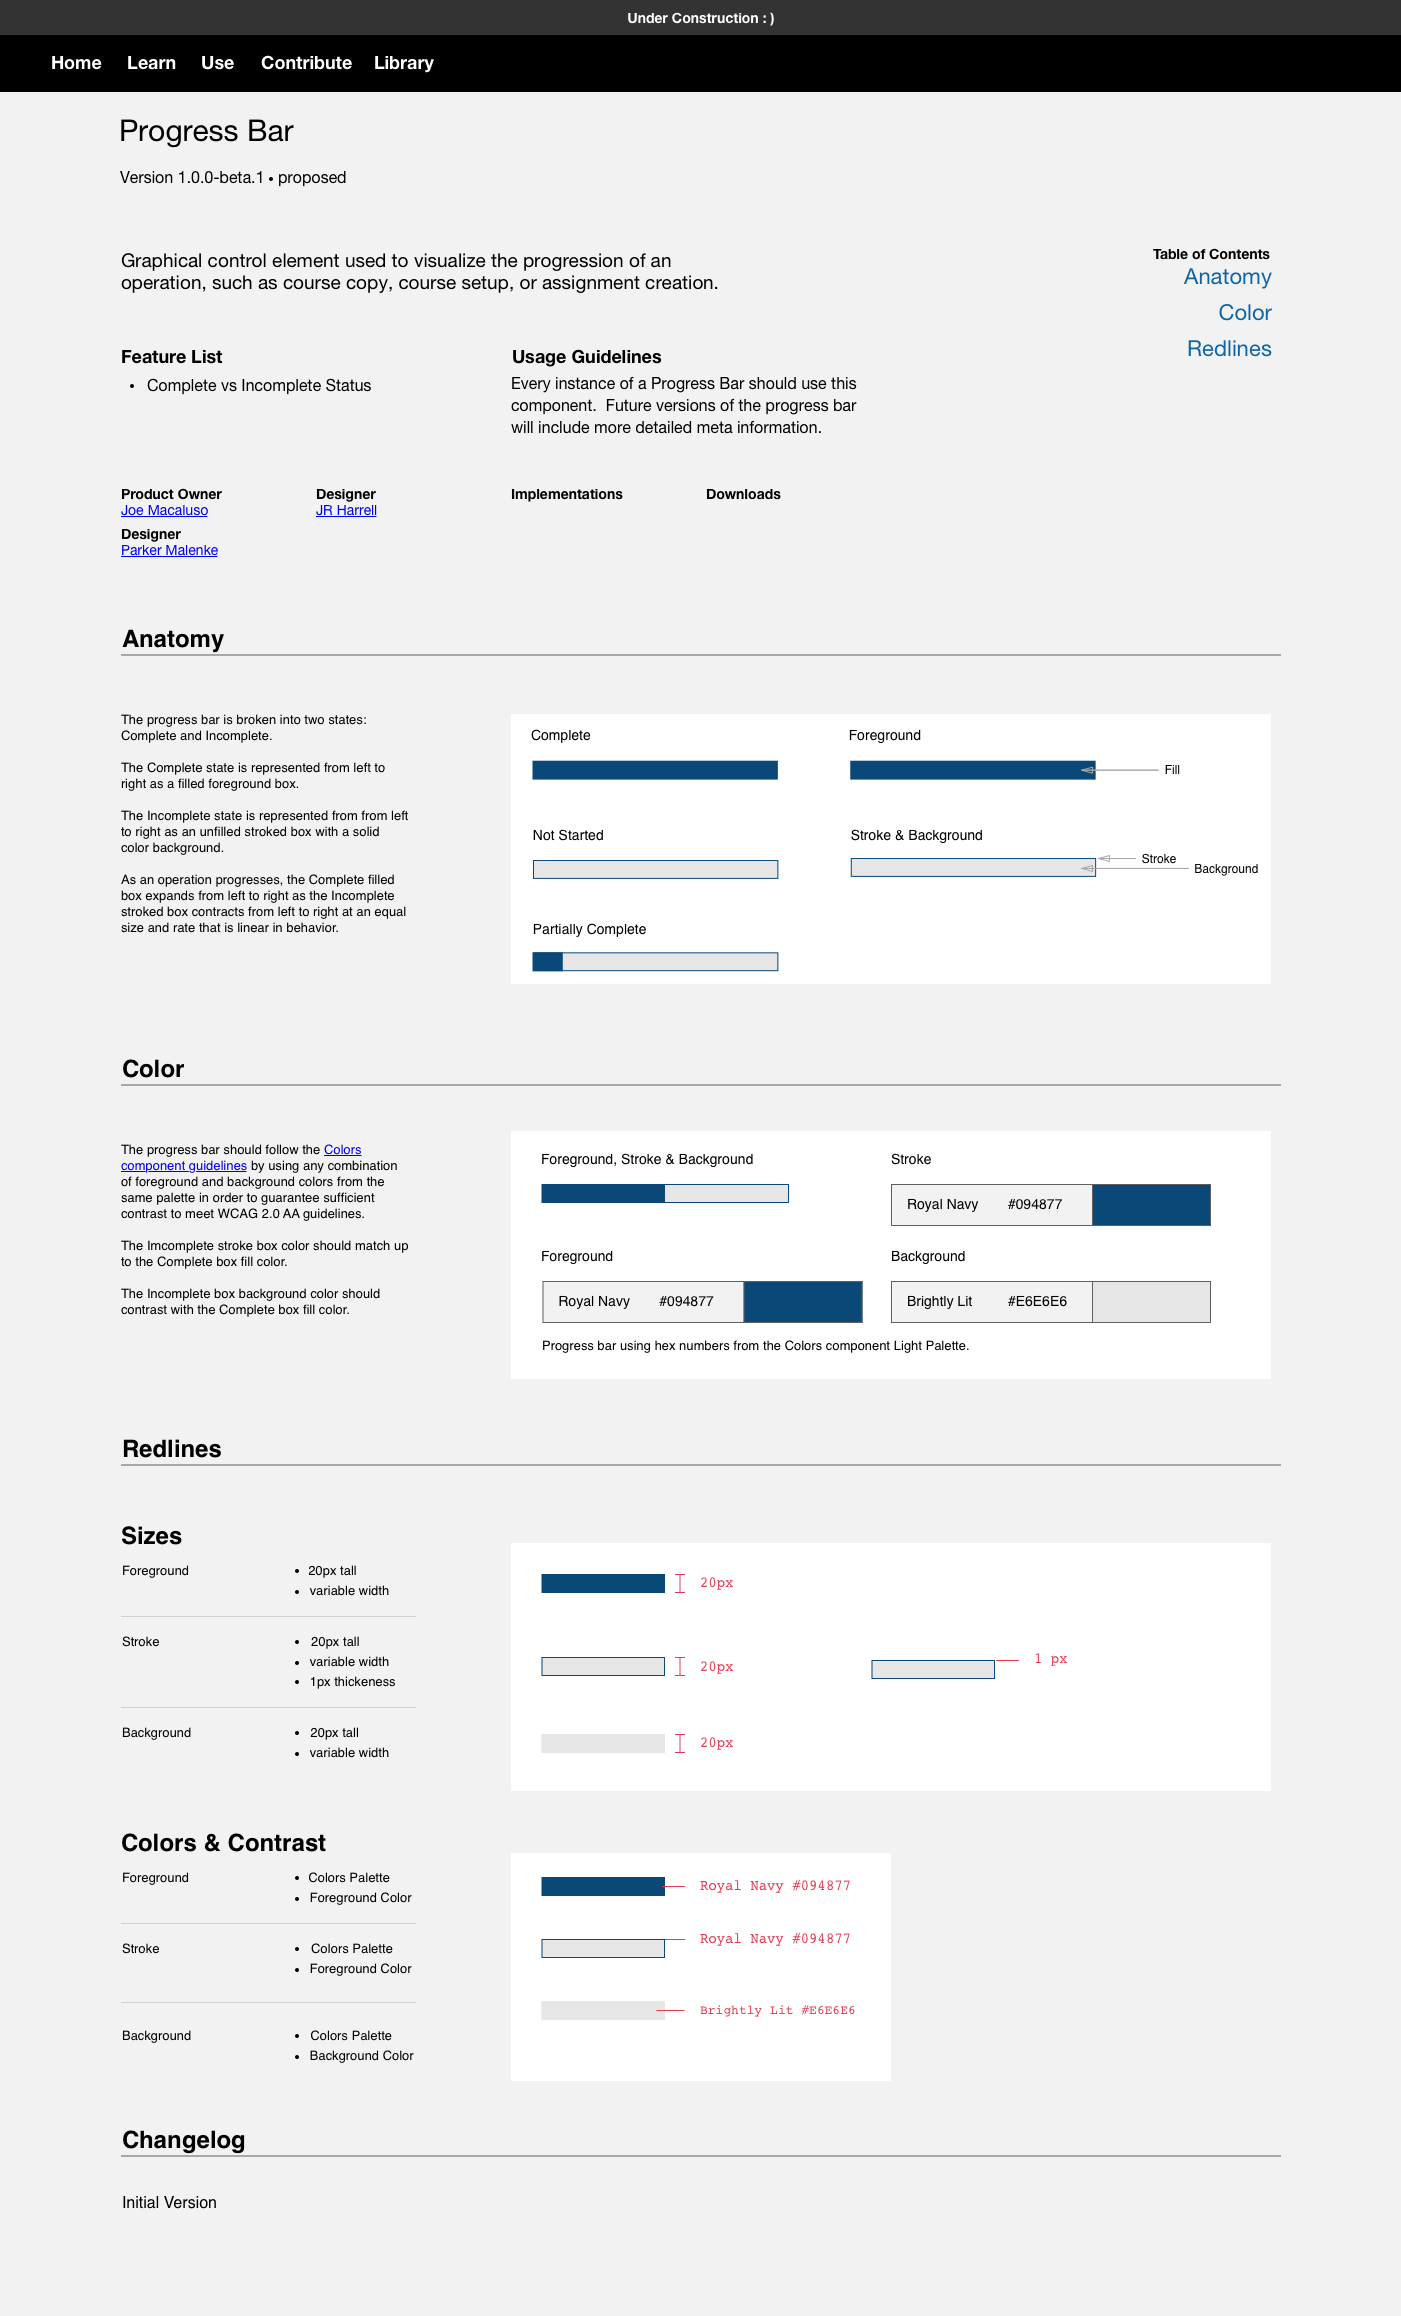 Under Construction : )
Home Learn Use Contribute Library
Progress Bar
Version 1.0.0-beta.1 • proposed
Graphical control element used to visualize the progression of an
operation, such as course copy, course setup, or assignment creation.
Table of Contents
Anatomy
Color
Redlines
Feature List
• Complete vs Incomplete Status
Usage Guidelines
Every instance of a Progress Bar should use this
component.  Future versions of the progress bar
will include more detailed meta information.
Product Owner
Joe Macaluso
Designer
JR Harrell
Implementations
Downloads
Designer
Parker Malenke
Anatomy
The progress bar is broken into two states:
Complete and Incomplete.
The Complete state is represented from left to
right as a filled foreground box.
The Incomplete state is represented from from left
to right as an unfilled stroked box with a solid
color background.
As an operation progresses, the Complete filled
box expands from left to right as the Incomplete
stroked box contracts from left to right at an equal
size and rate that is linear in behavior.
Complete
Foreground
Fill
Not Started
Stroke & Background
Stroke
Background
Partially Complete
Color
The progress bar should follow the Colors
component guidelines by using any combination
of foreground and background colors from the
same palette in order to guarantee sufficient
contrast to meet WCAG 2.0 AA guidelines.
The Imcomplete stroke box color should match up
to the Complete box fill color.
The Incomplete box background color should
contrast with the Complete box fill color.
Foreground, Stroke & Background
Stroke
Royal Navy #094877
Foreground
Royal Navy #094877
Background
Brightly Lit #E6E6E6
Progress bar using hex numbers from the Colors component Light Palette.
Redlines
Sizes
Foreground
• 20px tall
• variable width
Stroke
• 20px tall
• variable width
• 1px thickeness
Background
• 20px tall
• variable width
20px
20px
1 px
20px
Colors & Contrast
Foreground
• Colors Palette
• Foreground Color
Stroke
• Colors Palette
• Foreground Color
Background
• Colors Palette
• Background Color
Royal Navy #094877
Royal Navy #094877
Brightly Lit #E6E6E6
Changelog
Initial Version